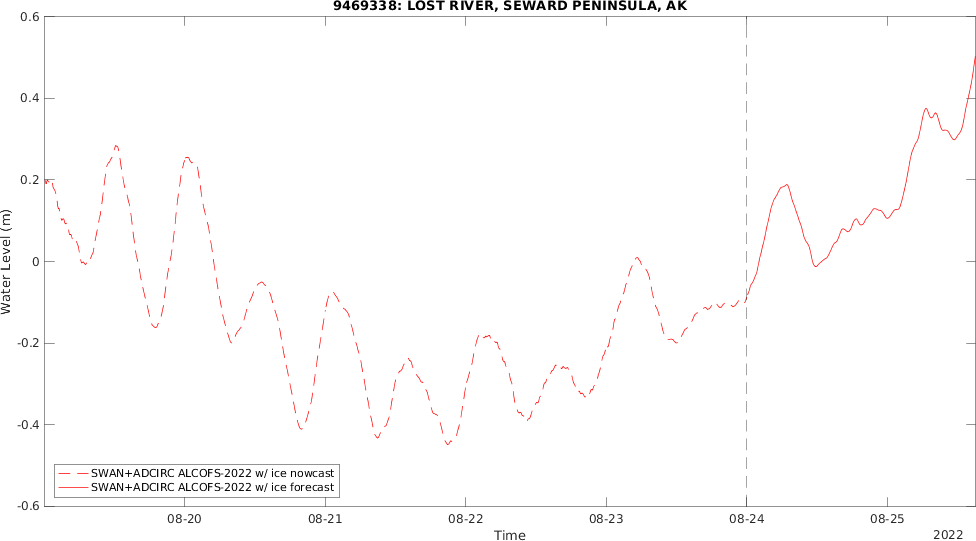 9469338: LOST RIVER, SEWARD PENINSULA, AK
0.6
0.4
0.2
0
-0.2
-0.4
-0.6
Water Level (m)
SWAN+ADCIRC ALCOFS-2022 w/ ice nowcast
SWAN+ADCIRC ALCOFS-2022 w/ ice forecast
08-20 08-21 08-22 08-23 08-24 08-25
Time
2022